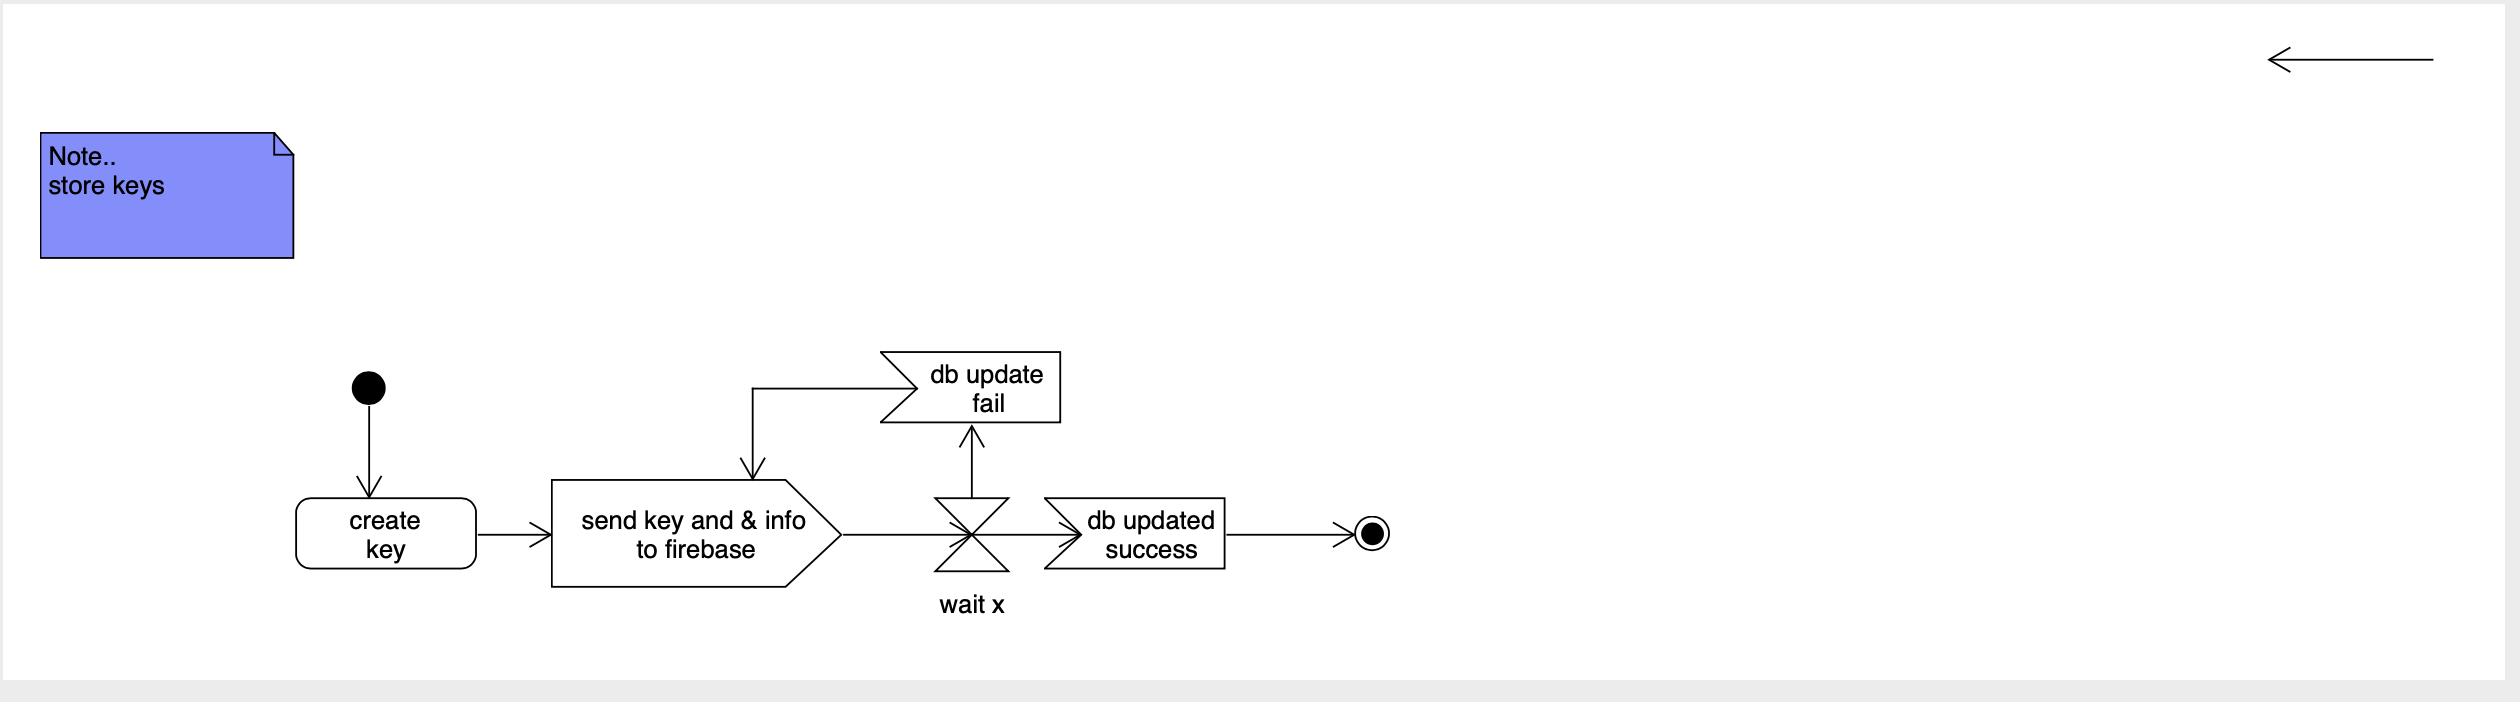 Note..
store keys
db update
fail
create
key
send key and & info
to firebase
db updated
success
wait x